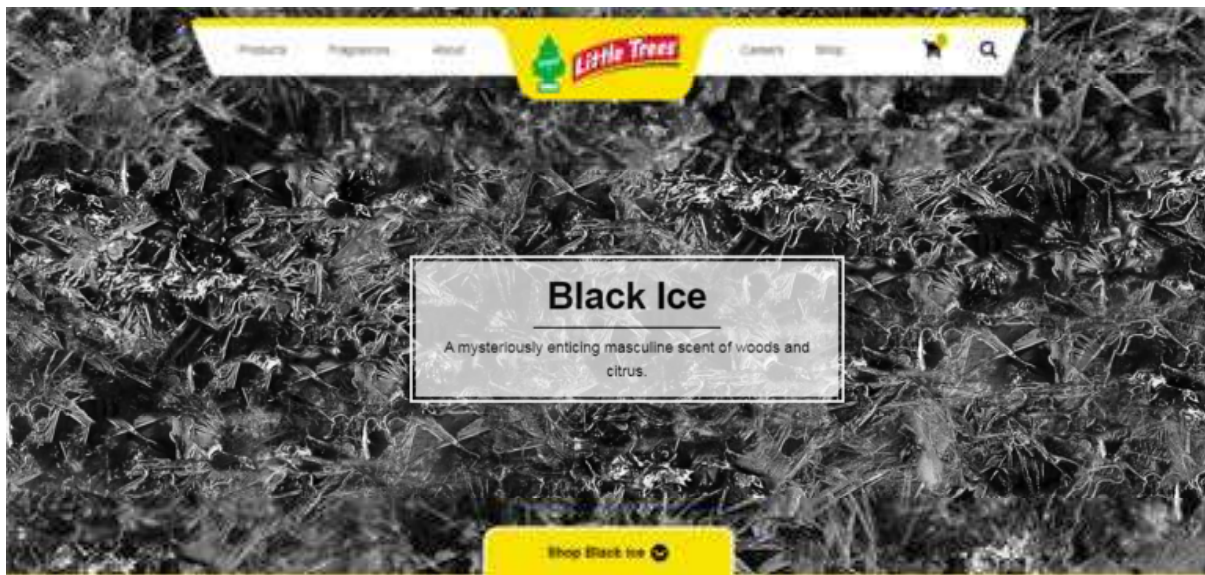 Products Fragrances About Little Trees Careers Shop
Black Ice
A mysteriously enticing masculine scent of woods and
citrus.
Shop Black Ice